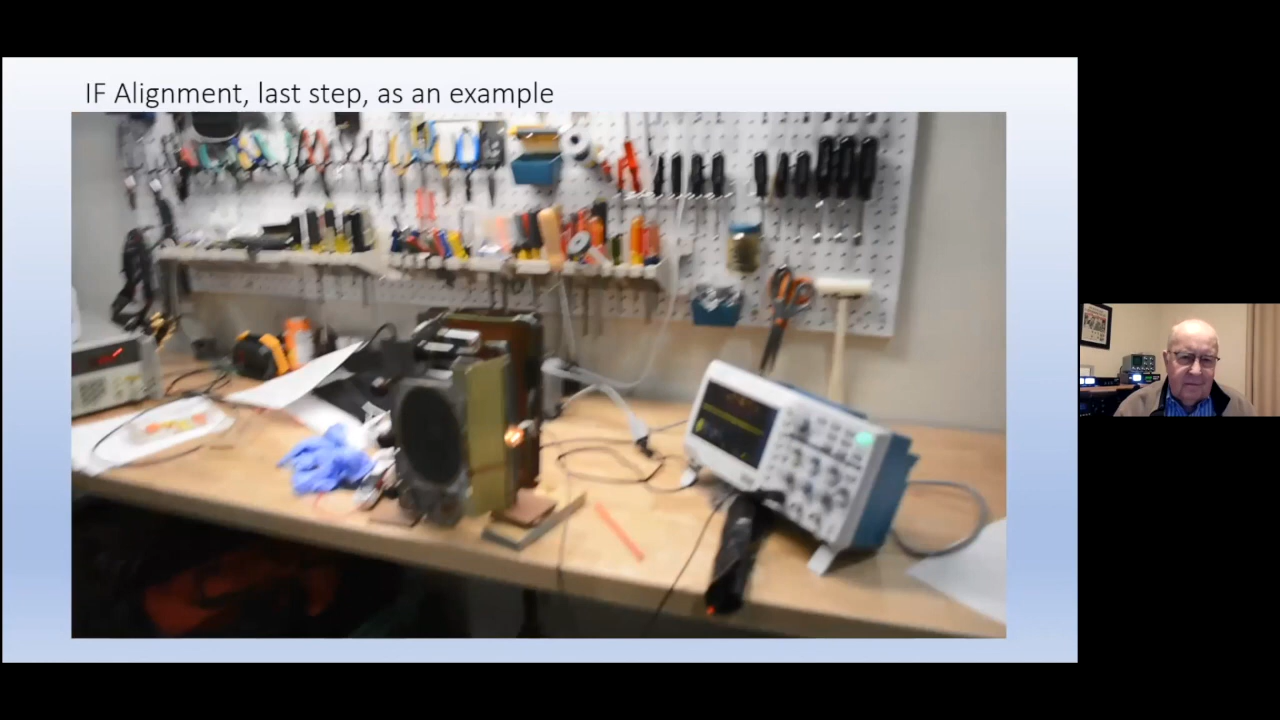 IF Alignment, last step, as an example